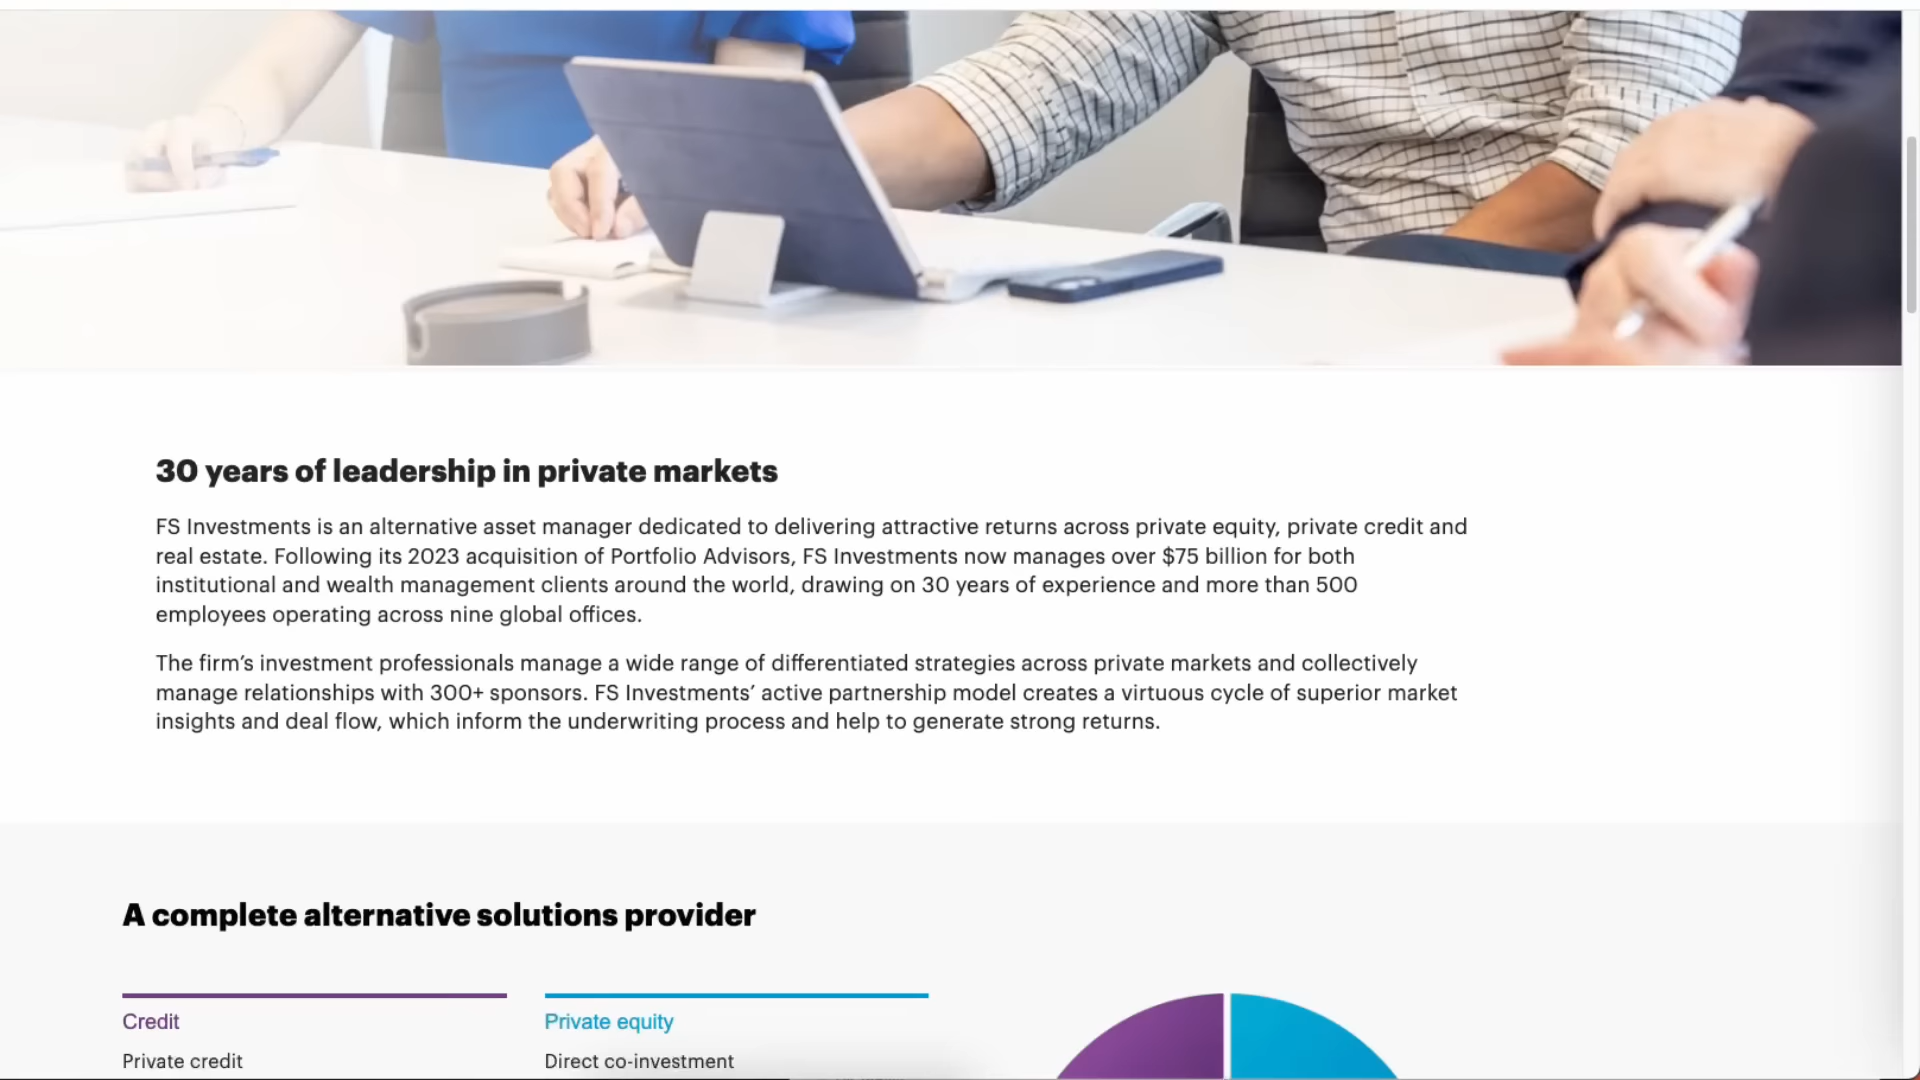 30 years of leadership in private markets
FS Investments is an alternative asset manager dedicated to delivering attractive returns across private equity, private credit and
real estate. Following its 2023 acquisition of Portfolio Advisors, FS Investments now manages over $75 billion for both
institutional and wealth management clients around the world, drawing on 30 years of experience and more than 500
employees operating across nine global offices.
The firm’s investment professionals manage a wide range of differentiated strategies across private markets and collectively
manage relationships with 300+ sponsors. FS Investments’ active partnership model creates a virtuous cycle of superior market
insights and deal flow, which inform the underwriting process and help to generate strong returns.
A complete alternative solutions provider
Credit
Private equity
Private credit
Direct co-investment